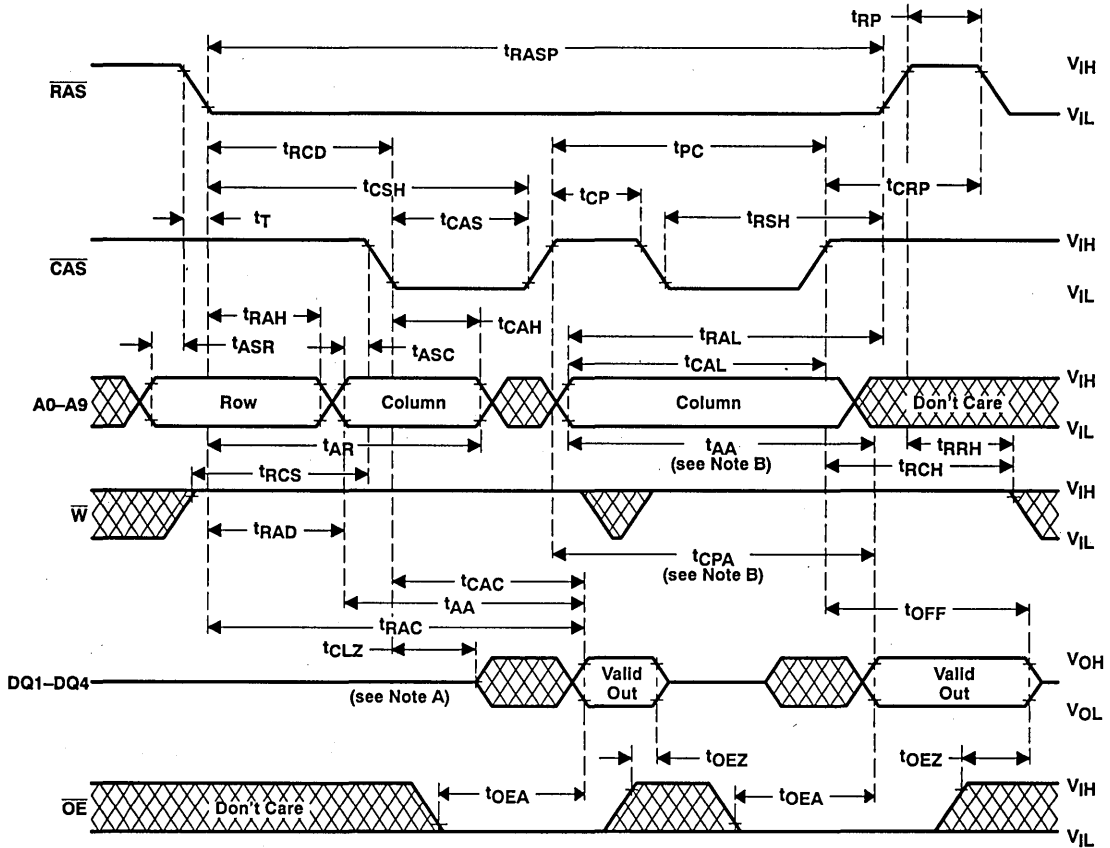 tRP
tRASP
RAS
VIH
VIL
tRCD
tPC
tCSH
tCRP
tCP
tT
tCAS
tRSH
CAS
VIH
VIL
tRAH
tCAH
tRAL
tASR
tASC
tCAL
A0–A9
Row
Column
Column
Don't Care
VIH
VIL
tAR
tAA
(see Note B)
tRRH
tRCS
tRCH
W
VIH
VIL
tRAD
tCPA
(see Note B)
tCAC
tAA
tOFF
tRAC
tCLZ
DQ1–DQ4
(see Note A)
Valid
Out
Valid
Out
VOH
VOL
tOEZ
tOEZ
OE
Don't Care
tOEA
tOEA
VIH
VIL